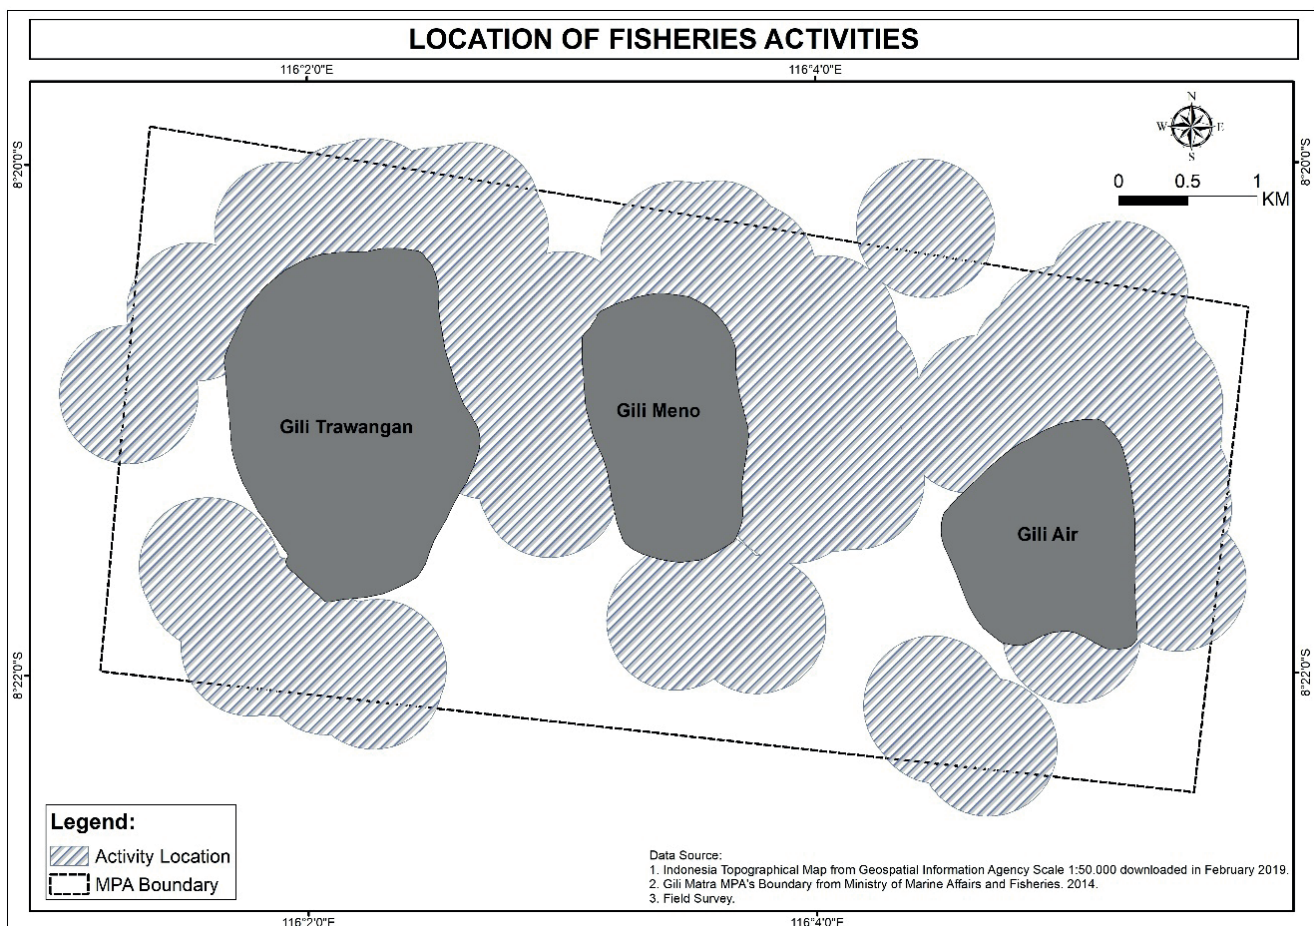 LOCATION OF FISHERIES ACTIVITIES
116°2'0"E
116°4'0"E
8°20'0"S
8°20'0"S
N
W
E
S
0 0.5 1
KM
Gili Trawangan
Gili Meno
Gili Air
8°22'0"S
8°22'0"S
Legend:
Activity Location
MPA Boundary
Data Source:
1. Indonesia Topographical Map from Geospatial Information Agency Scale 1:50.000 downloaded in February 2019.
2. Gili Matra MPA's Boundary from Ministry of Marine Affairs and Fisheries. 2014.
3. Field Survey.
116°2'0"E
116°4'0"E